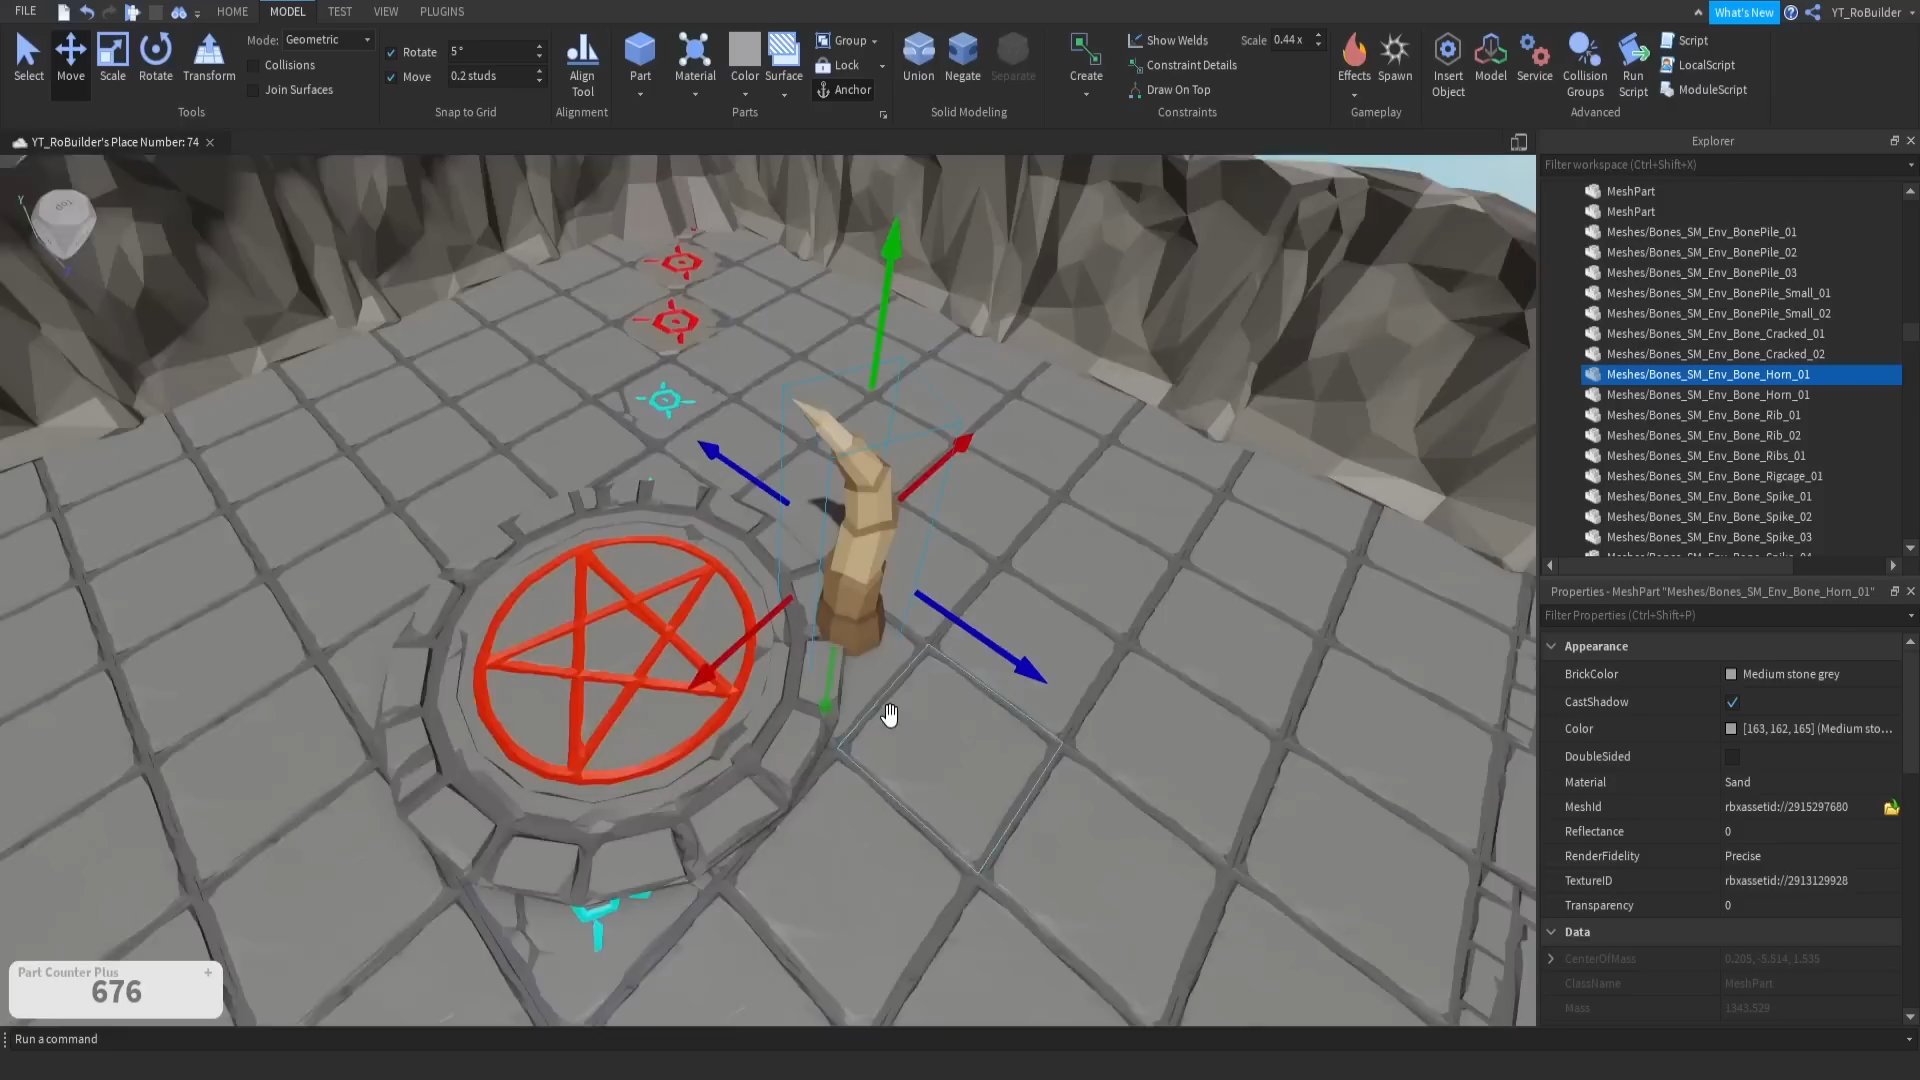 FILE
HOME
MODEL
TEST
VIEW
PLUGINS
What's New
YT_RoBuilder
Select
Move
Scale
Rotate
Transform
Mode: Geometric
Collisions
Join Surfaces
Tools
Rotate 5°
Move 0.2 studs
Snap to Grid
Align Tool
Alignment
Part
Material
Color
Surface
Group
Lock
Anchor
Parts
Union
Negate
Separate
Solid Modeling
Create
Show Welds
Scale 0.44 x
Constraint Details
Draw On Top
Constraints
Effects
Spawn
Gameplay
Insert Object
Model
Service
Collision Groups
Run Script
Script
LocalScript
ModuleScript
Advanced
YT_RoBuilder's Place Number: 74
Explorer
Filter workspace (Ctrl+Shift+X)
MeshPart
MeshPart
Meshes/Bones_SM_Env_BonePile_01
Meshes/Bones_SM_Env_BonePile_02
Meshes/Bones_SM_Env_BonePile_03
Meshes/Bones_SM_Env_BonePile_Small_01
Meshes/Bones_SM_Env_BonePile_Small_02
Meshes/Bones_SM_Env_Bone_Cracked_01
Meshes/Bones_SM_Env_Bone_Cracked_02
Meshes/Bones_SM_Env_Bone_Horn_01
Meshes/Bones_SM_Env_Bone_Horn_01
Meshes/Bones_SM_Env_Bone_Rib_01
Meshes/Bones_SM_Env_Bone_Rib_02
Meshes/Bones_SM_Env_Bone_Ribs_01
Meshes/Bones_SM_Env_Bone_Rigcage_01
Meshes/Bones_SM_Env_Bone_Spike_01
Meshes/Bones_SM_Env_Bone_Spike_02
Meshes/Bones_SM_Env_Bone_Spike_03
Properties - MeshPart "Meshes/Bones_SM_Env_Bone_Horn_01"
Filter Properties (Ctrl+Shift+P)
Appearance
BrickColor Medium stone grey
CastShadow
Color [163, 162, 165] (Medium sto...
DoubleSided
Material Sand
MeshId rbxassetid://2915297680
Reflectance 0
RenderFidelity Precise
TextureID rbxassetid://2913129928
Transparency 0
Data
CenterOfMass 0.205, -5.514, 1.535
ClassName MeshPart
Mass 1343.529
Y
Part Counter Plus +
676
Run a command